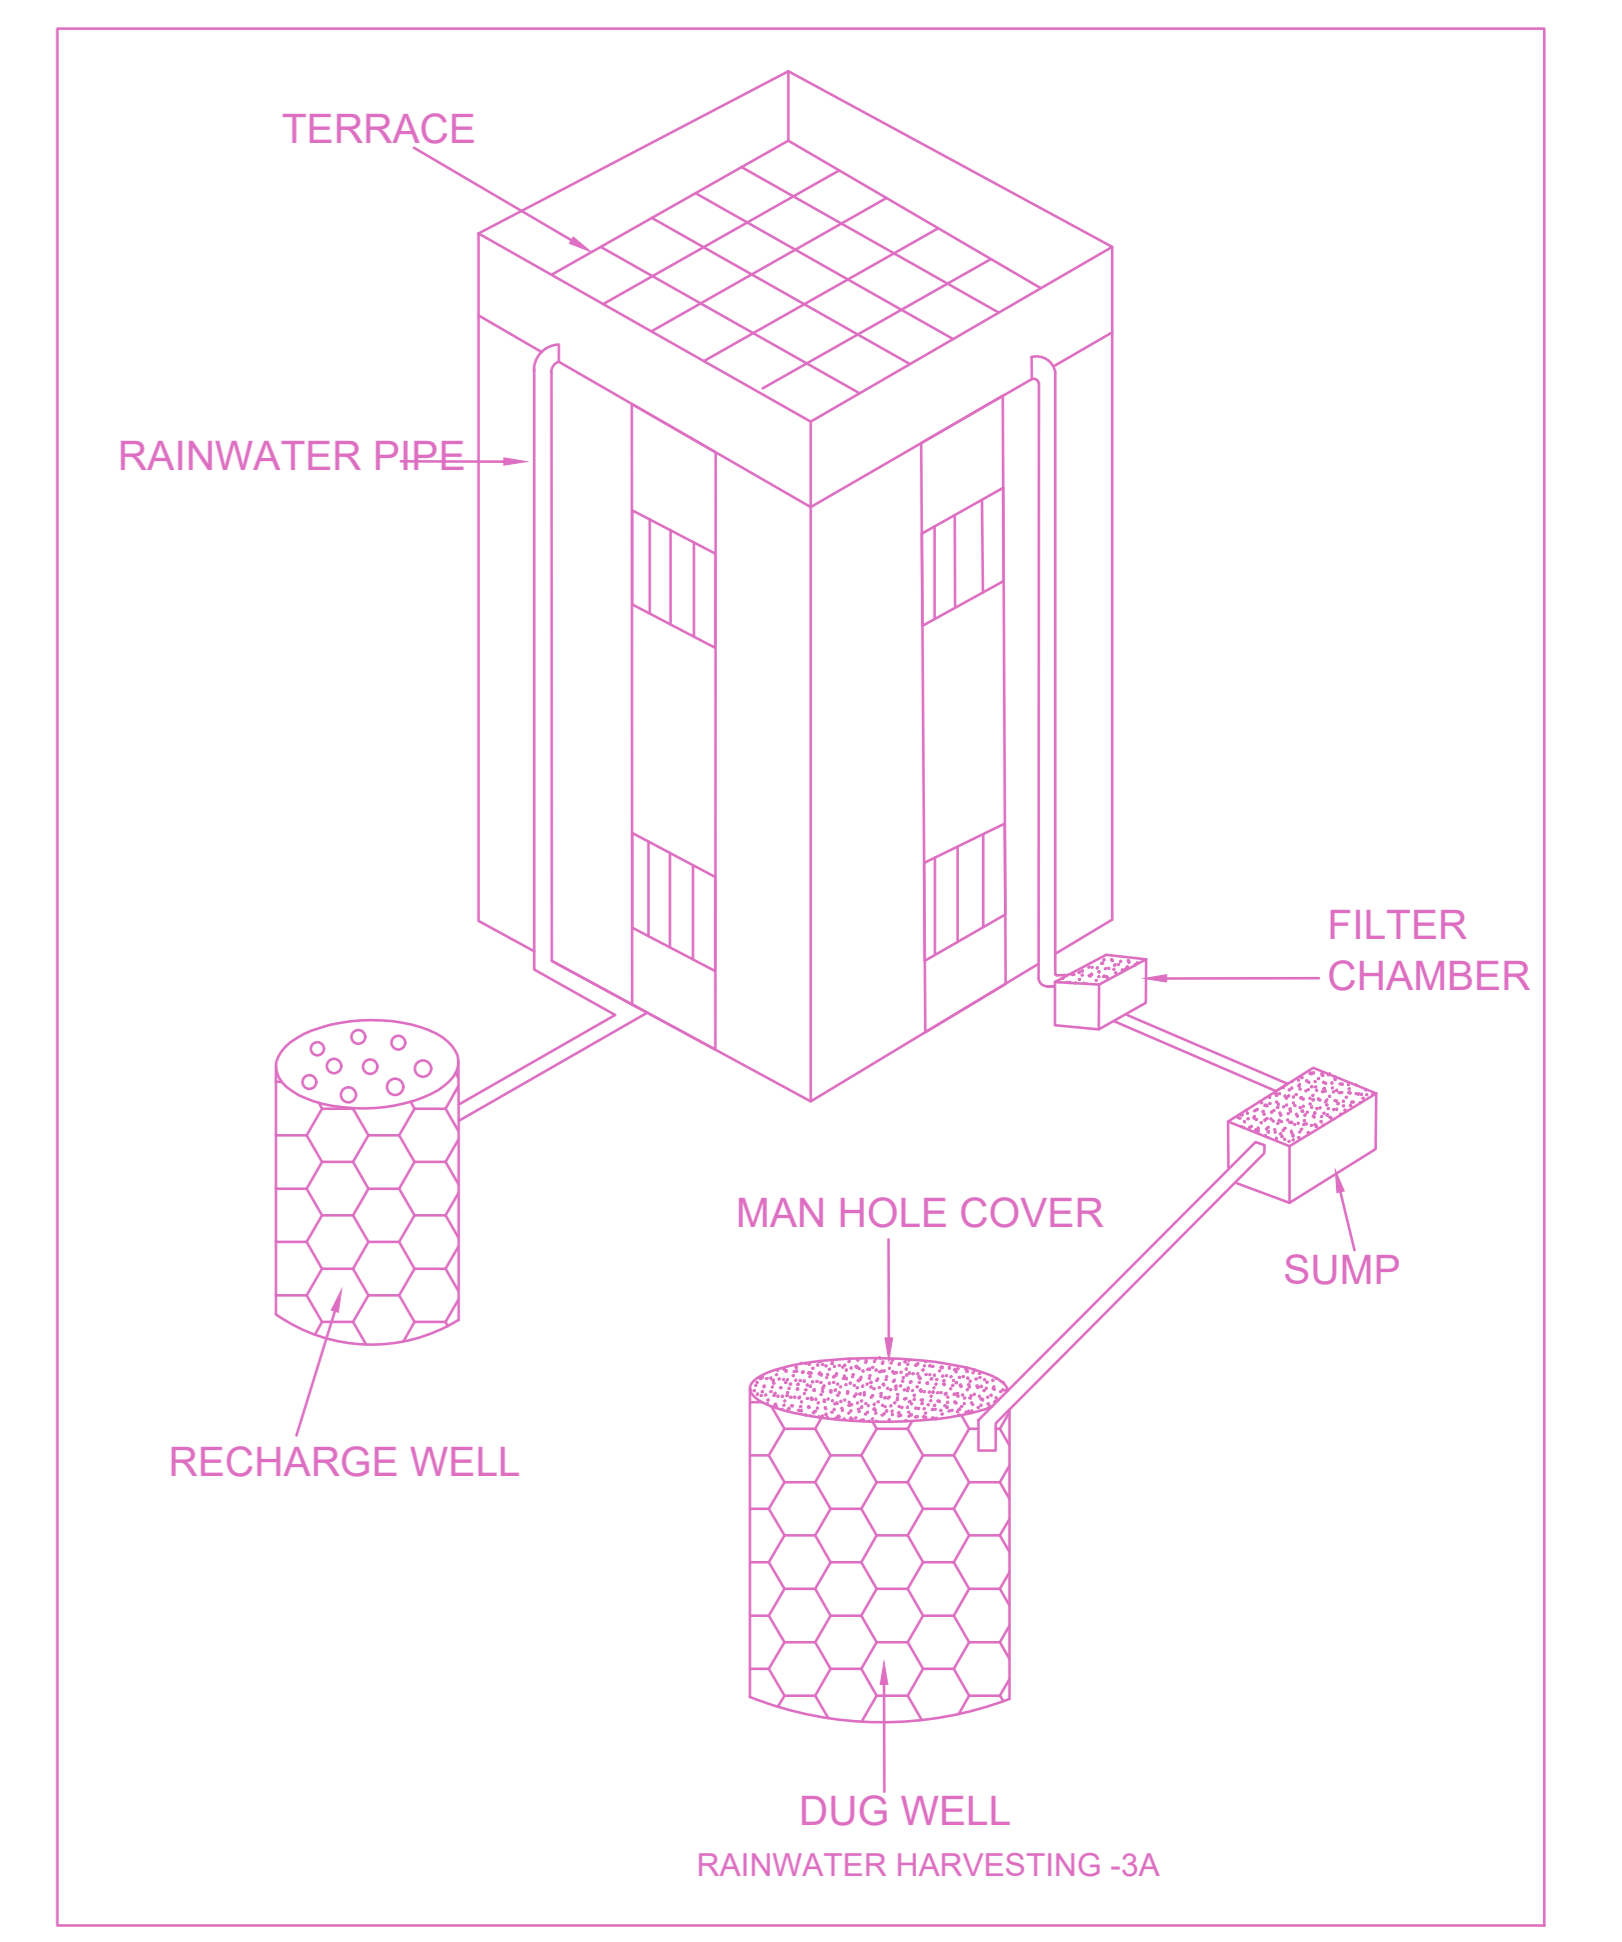 TERRACE
RAINWATER PIPE
FILTER
CHAMBER
MAN HOLE COVER
SUMP
RECHARGE WELL
DUG WELL
RAINWATER HARVESTING -3A